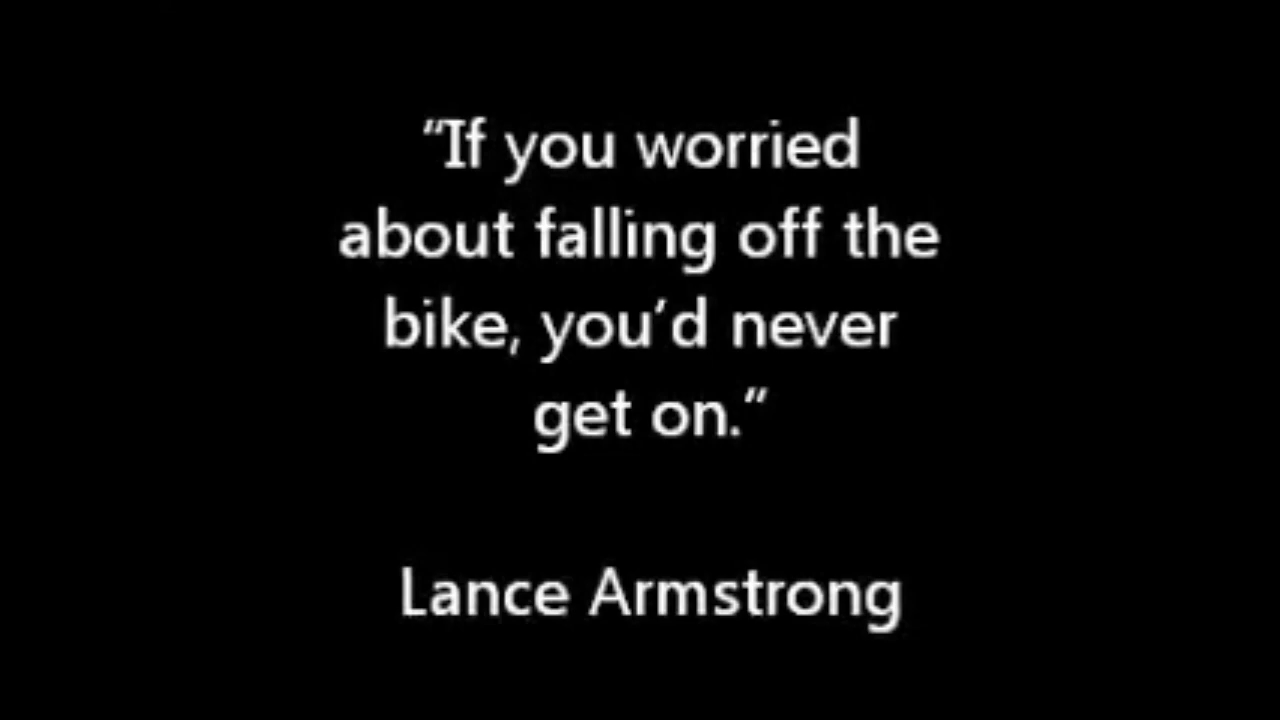 “If you worried
about falling off the
bike, you’d never
get on.”
Lance Armstrong